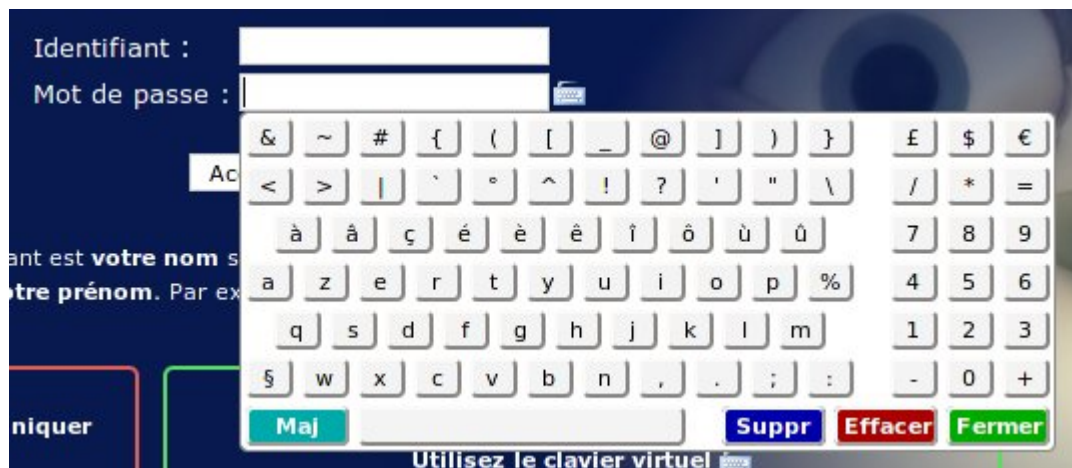 Identifiant :
Mot de passe :
& ~ # { ( [ _ @ ] ) } £ $ €
Ac
< > | ` ° ^ ! ? ' " \ / * =
à â ç é è ê î ô ù û 7 8 9
ant est votre nom s
a z e r t y u i o p % 4 5 6
otre prénom. Par ex
q s d f g h j k l m 1 2 3
§ w x c v b n , . ; : - 0 +
niquer
Maj Suppr Effacer Fermer
Utilisez le clavier virtuel